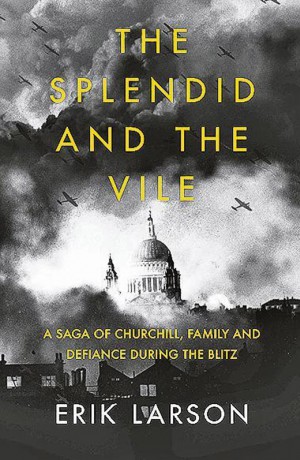 THE
SPLENDID
AND THE
VILE
A SAGA OF CHURCHILL, FAMILY AND
DEFIANCE DURING THE BLITZ
ERIK LARSON